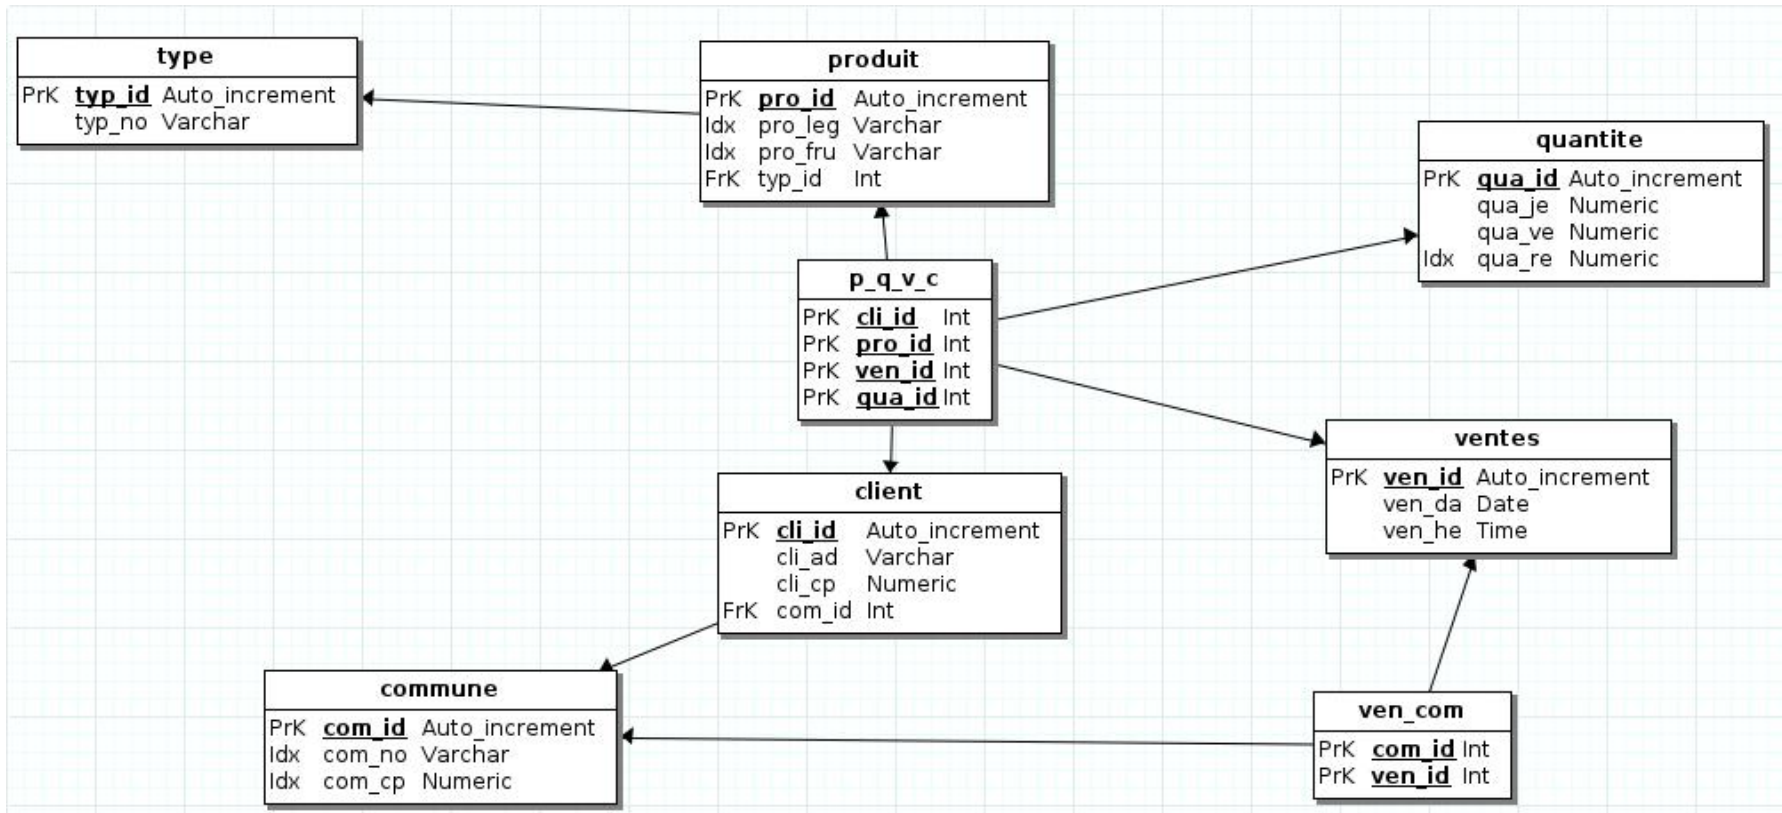 type
PrK typ_id Auto_increment
typ_no Varchar
produit
PrK pro_id Auto_increment
Idx pro_leg Varchar
Idx pro_fru Varchar
FrK typ_id Int
quantite
PrK qua_id Auto_increment
qua_je Numeric
qua_ve Numeric
Idx qua_re Numeric
p_q_v_c
PrK cli_id Int
PrK pro_id Int
PrK ven_id Int
PrK qua_id Int
ventes
PrK ven_id Auto_increment
ven_da Date
ven_he Time
client
PrK cli_id Auto_increment
cli_ad Varchar
cli_cp Numeric
FrK com_id Int
commune
PrK com_id Auto_increment
Idx com_no Varchar
Idx com_cp Numeric
ven_com
PrK com_id Int
PrK ven_id Int